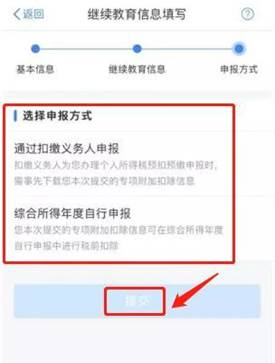 返回
继续教育信息填写
基本信息
继续教育信息
申报方式
选择申报方式
通过扣缴义务人申报
扣缴义务人为您办理个人所得税预扣预缴申报时,
需事先下载您本次提交的专项附加扣除信息
综合所得年度自行申报
您本次提交的专项附加扣除信息可在综合所得年度
自行申报中进行税前扣除
提交